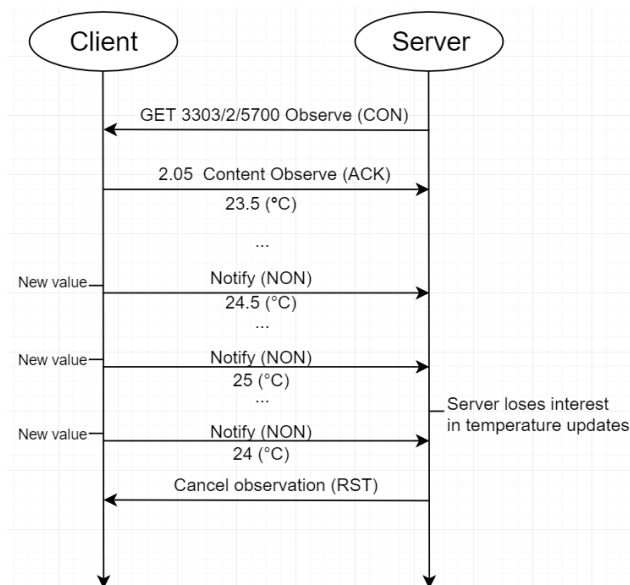 Client
Server
GET 3303/2/5700 Observe (CON)
2.05 Content Observe (ACK)
23.5 (°C)
...
New value
Notify (NON)
24.5 (°C)
...
New value
Notify (NON)
25 (°C)
...
Server loses interest
in temperature updates
New value
Notify (NON)
24 (°C)
Cancel observation (RST)